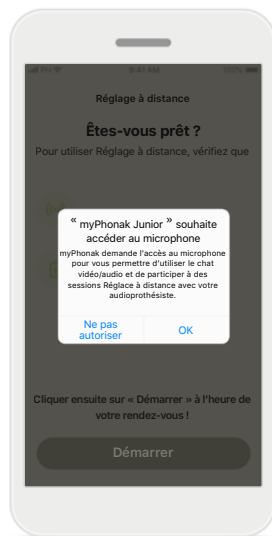 PH
9:41 AM
100%
Réglage à distance
Êtes-vous prêt ?
Pour utiliser Réglage à distance, vérifiez que
« myPhonak Junior » souhaite
accéder au microphone
myPhonak demande l'accès au microphone
pour vous permettre d'utiliser le chat
vidéo/audio et de participer à des
sessions Réglace à distance avec votre
audioprothésiste.
Ne pas
autoriser
OK
Cliquer ensuite sur « Démarrer » à l'heure de
votre rendez-vous !
Démarrer